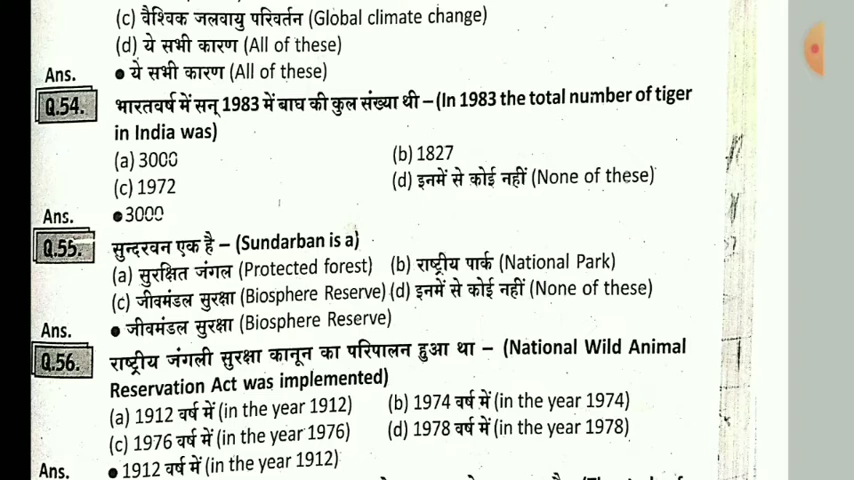 (c) वैश्विक जलवायु परिवर्तन (Global climate change)
(d) ये सभी कारण (All of these)
Ans. ● ये सभी कारण (All of these)
Q.54. भारतवर्ष में सन् 1983 में बाघ की कुल संख्या थी – (In 1983 the total number of tiger
in India was)
(a) 3000 (b) 1827
(c) 1972 (d) इनमें से कोई नहीं (None of these)
Ans. ● 3000
Q.55. सुन्दरवन एक है – (Sundarban is a)
(a) सुरक्षित जंगल (Protected forest) (b) राष्ट्रीय पार्क (National Park)
(c) जीवमंडल सुरक्षा (Biosphere Reserve) (d) इनमें से कोई नहीं (None of these)
Ans. ● जीवमंडल सुरक्षा (Biosphere Reserve)
Q.56. राष्ट्रीय जंगली सुरक्षा कानून का परिपालन हुआ था – (National Wild Animal
Reservation Act was implemented)
(a) 1912 वर्ष में (in the year 1912) (b) 1974 वर्ष में (in the year 1974)
(c) 1976 वर्ष में (in the year 1976) (d) 1978 वर्ष में (in the year 1978)
Ans. ● 1912 वर्ष में (in the year 1912)